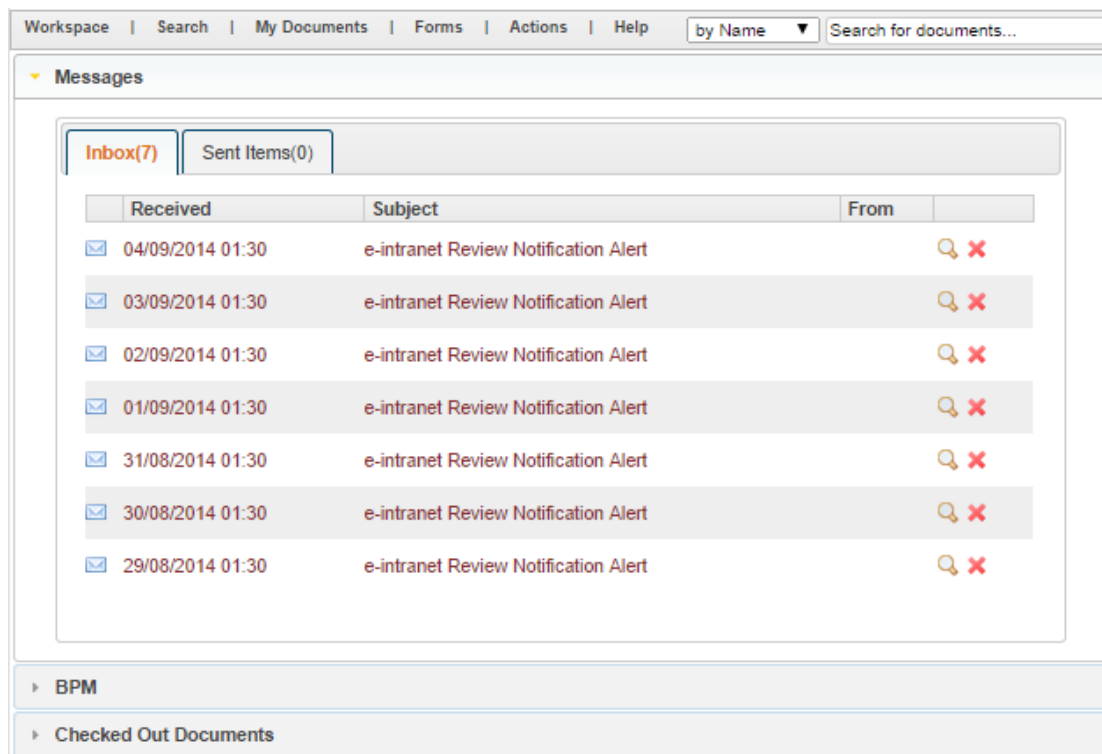 Workspace | Search | My Documents | Forms | Actions | Help by Name Search for documents...
Messages
Inbox(7) Sent Items(0)
Received Subject From
04/09/2014 01:30 e-intranet Review Notification Alert
03/09/2014 01:30 e-intranet Review Notification Alert
02/09/2014 01:30 e-intranet Review Notification Alert
01/09/2014 01:30 e-intranet Review Notification Alert
31/08/2014 01:30 e-intranet Review Notification Alert
30/08/2014 01:30 e-intranet Review Notification Alert
29/08/2014 01:30 e-intranet Review Notification Alert
BPM
Checked Out Documents